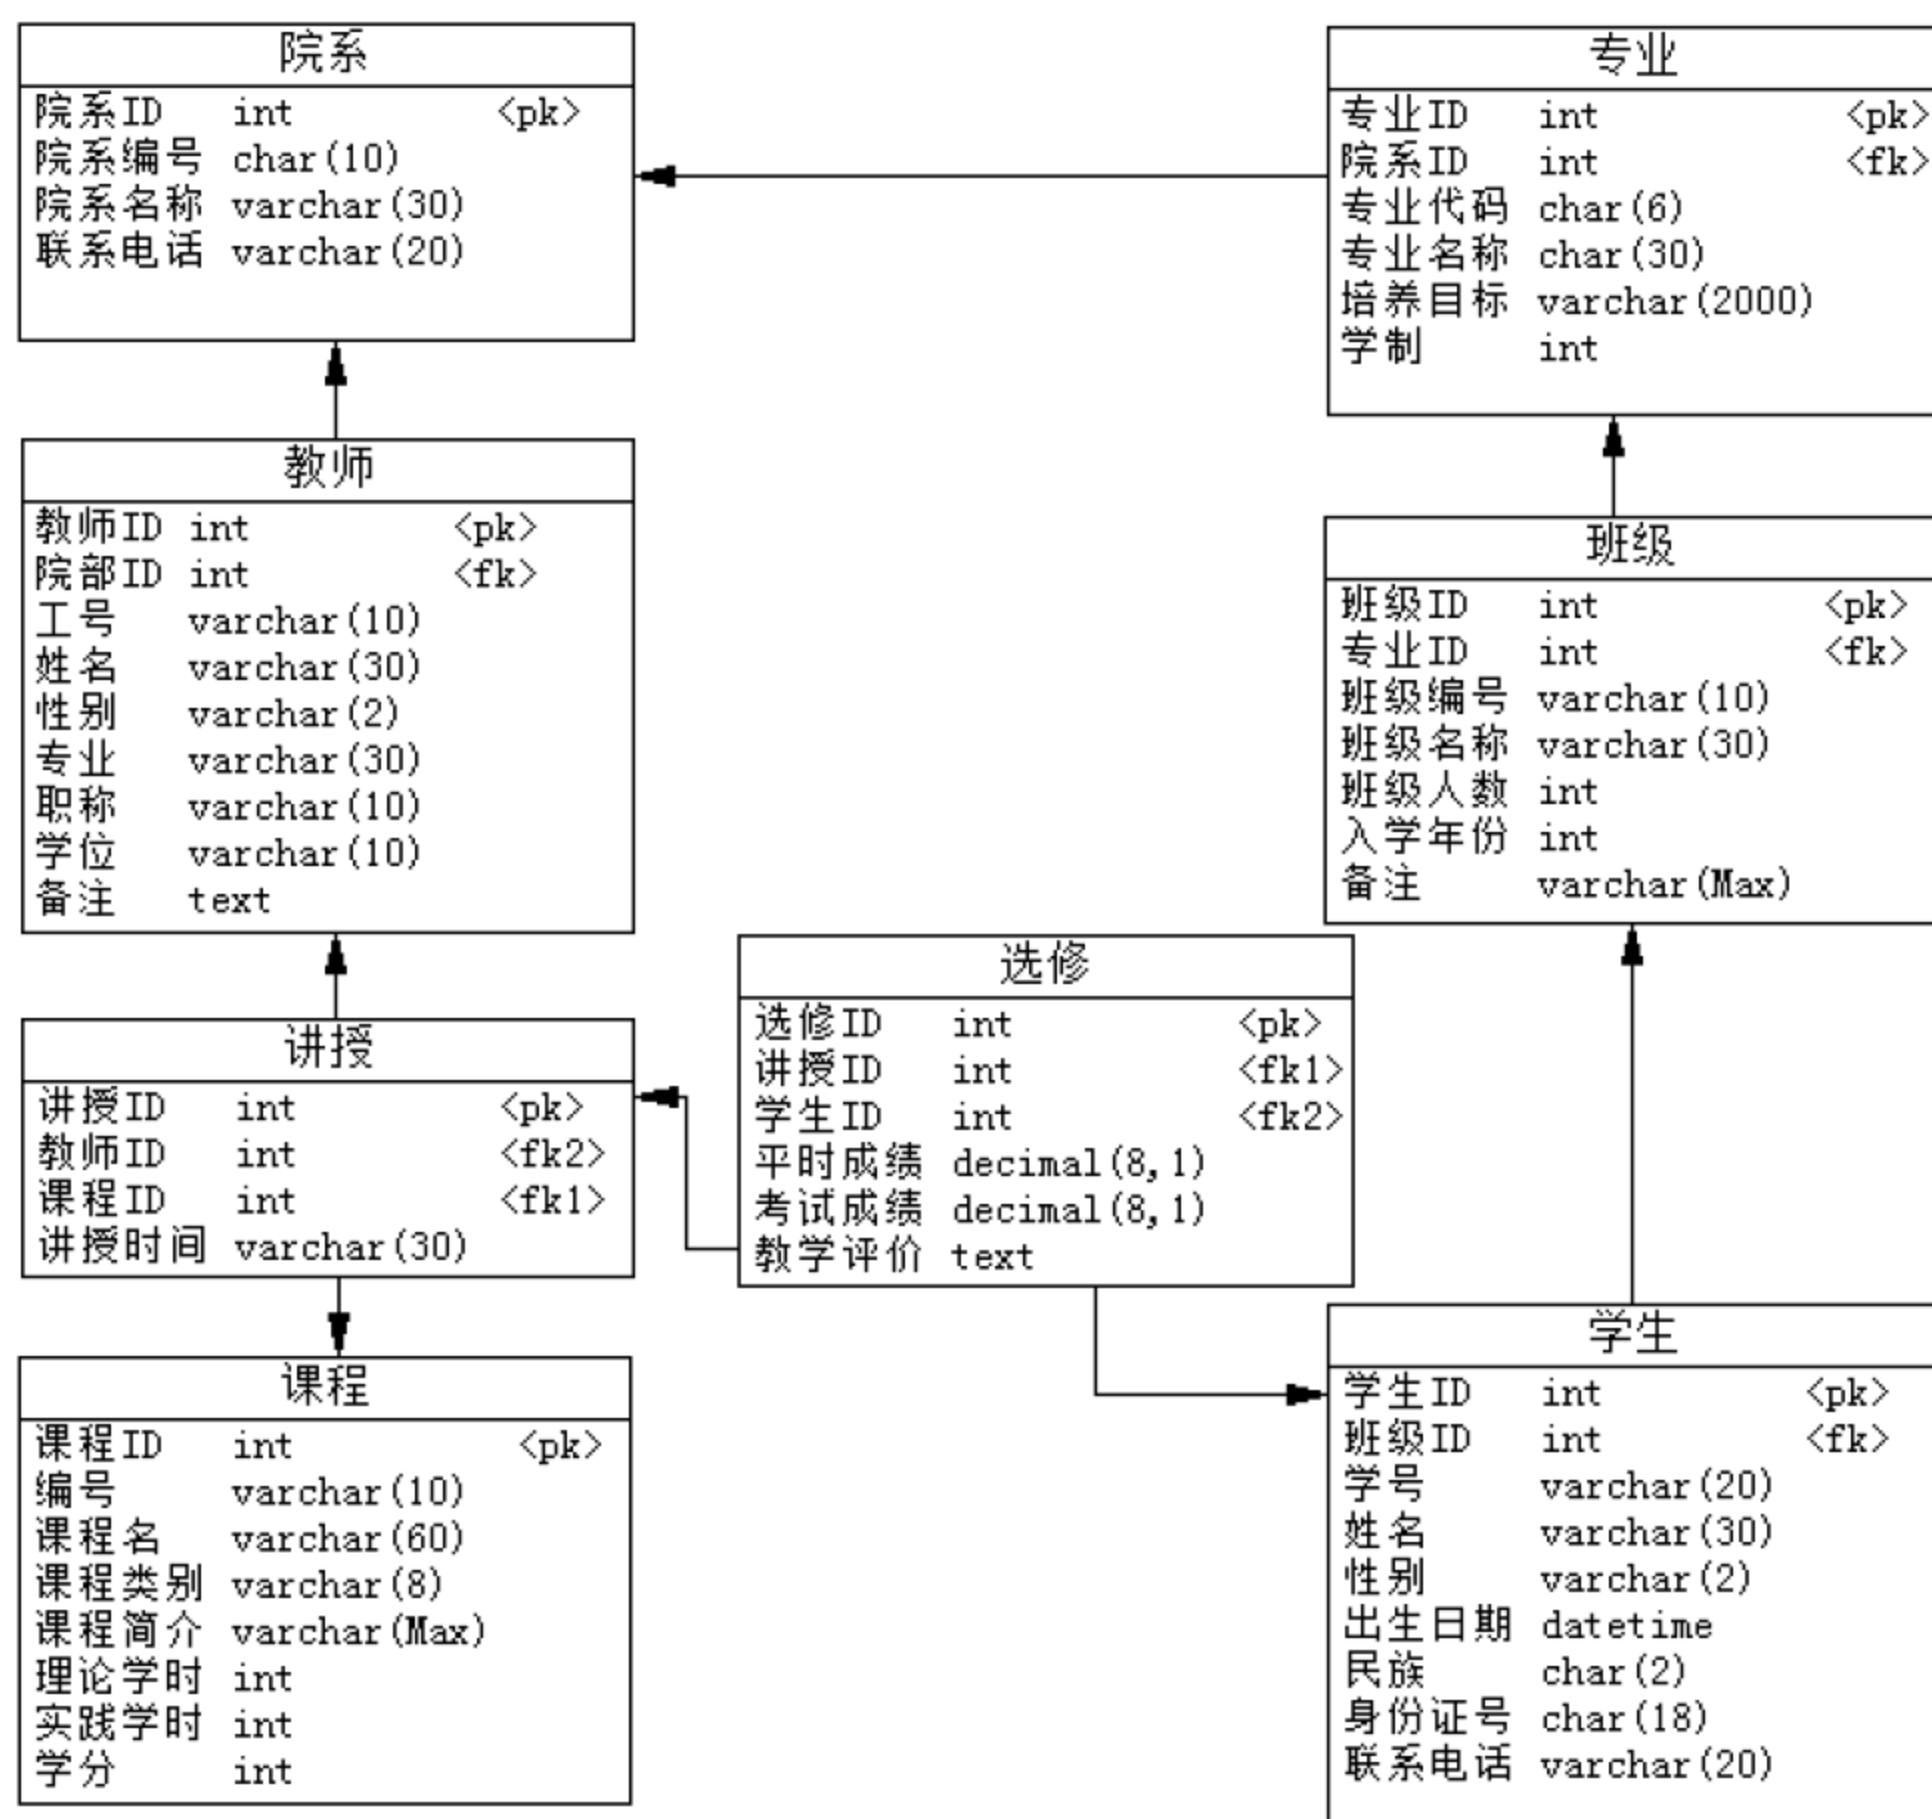 院系
院系ID int <pk>
院系编号 char(10)
院系名称 varchar(30)
联系电话 varchar(20)
专业
专业ID int <pk>
院系ID int <fk>
专业代码 char(6)
专业名称 char(30)
培养目标 varchar(2000)
学制 int
教师
教师ID int <pk>
院部ID int <fk>
工号 varchar(10)
姓名 varchar(30)
性别 varchar(2)
专业 varchar(30)
职称 varchar(10)
学位 varchar(10)
备注 text
班级
班级ID int <pk>
专业ID int <fk>
班级编号 varchar(10)
班级名称 varchar(30)
班级人数 int
入学年份 int
备注 varchar(Max)
讲授
讲授ID int <pk>
教师ID int <fk2>
课程ID int <fk1>
讲授时间 varchar(30)
选修
选修ID int <pk>
讲授ID int <fk1>
学生ID int <fk2>
平时成绩 decimal(8,1)
考试成绩 decimal(8,1)
教学评价 text
课程
课程ID int <pk>
编号 varchar(10)
课程名 varchar(60)
课程类别 varchar(8)
课程简介 varchar(Max)
理论学时 int
实践学时 int
学分 int
学生
学生ID int <pk>
班级ID int <fk>
学号 varchar(20)
姓名 varchar(30)
性别 varchar(2)
出生日期 datetime
民族 char(2)
身份证号 char(18)
联系电话 varchar(20)